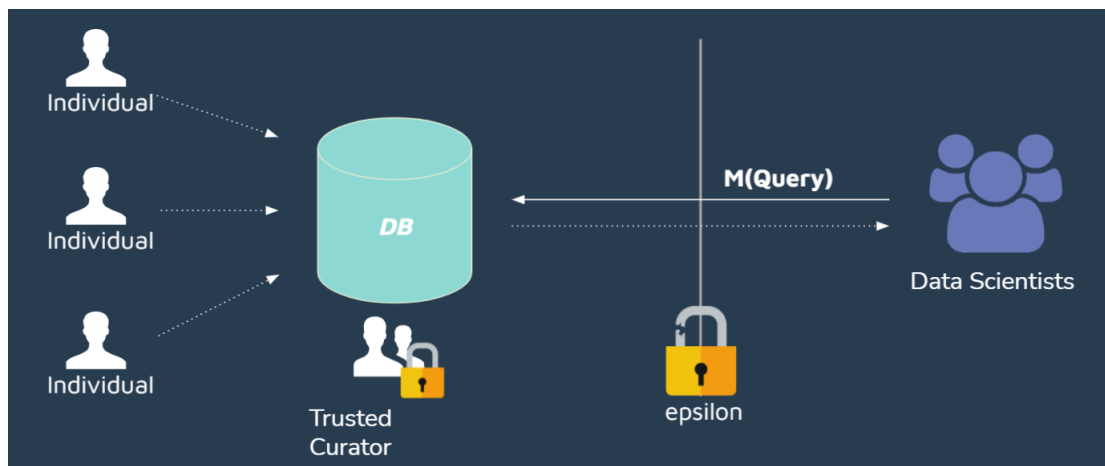 Individual
Individual
Individual
DB
Trusted
Curator
M(Query)
epsilon
Data Scientists